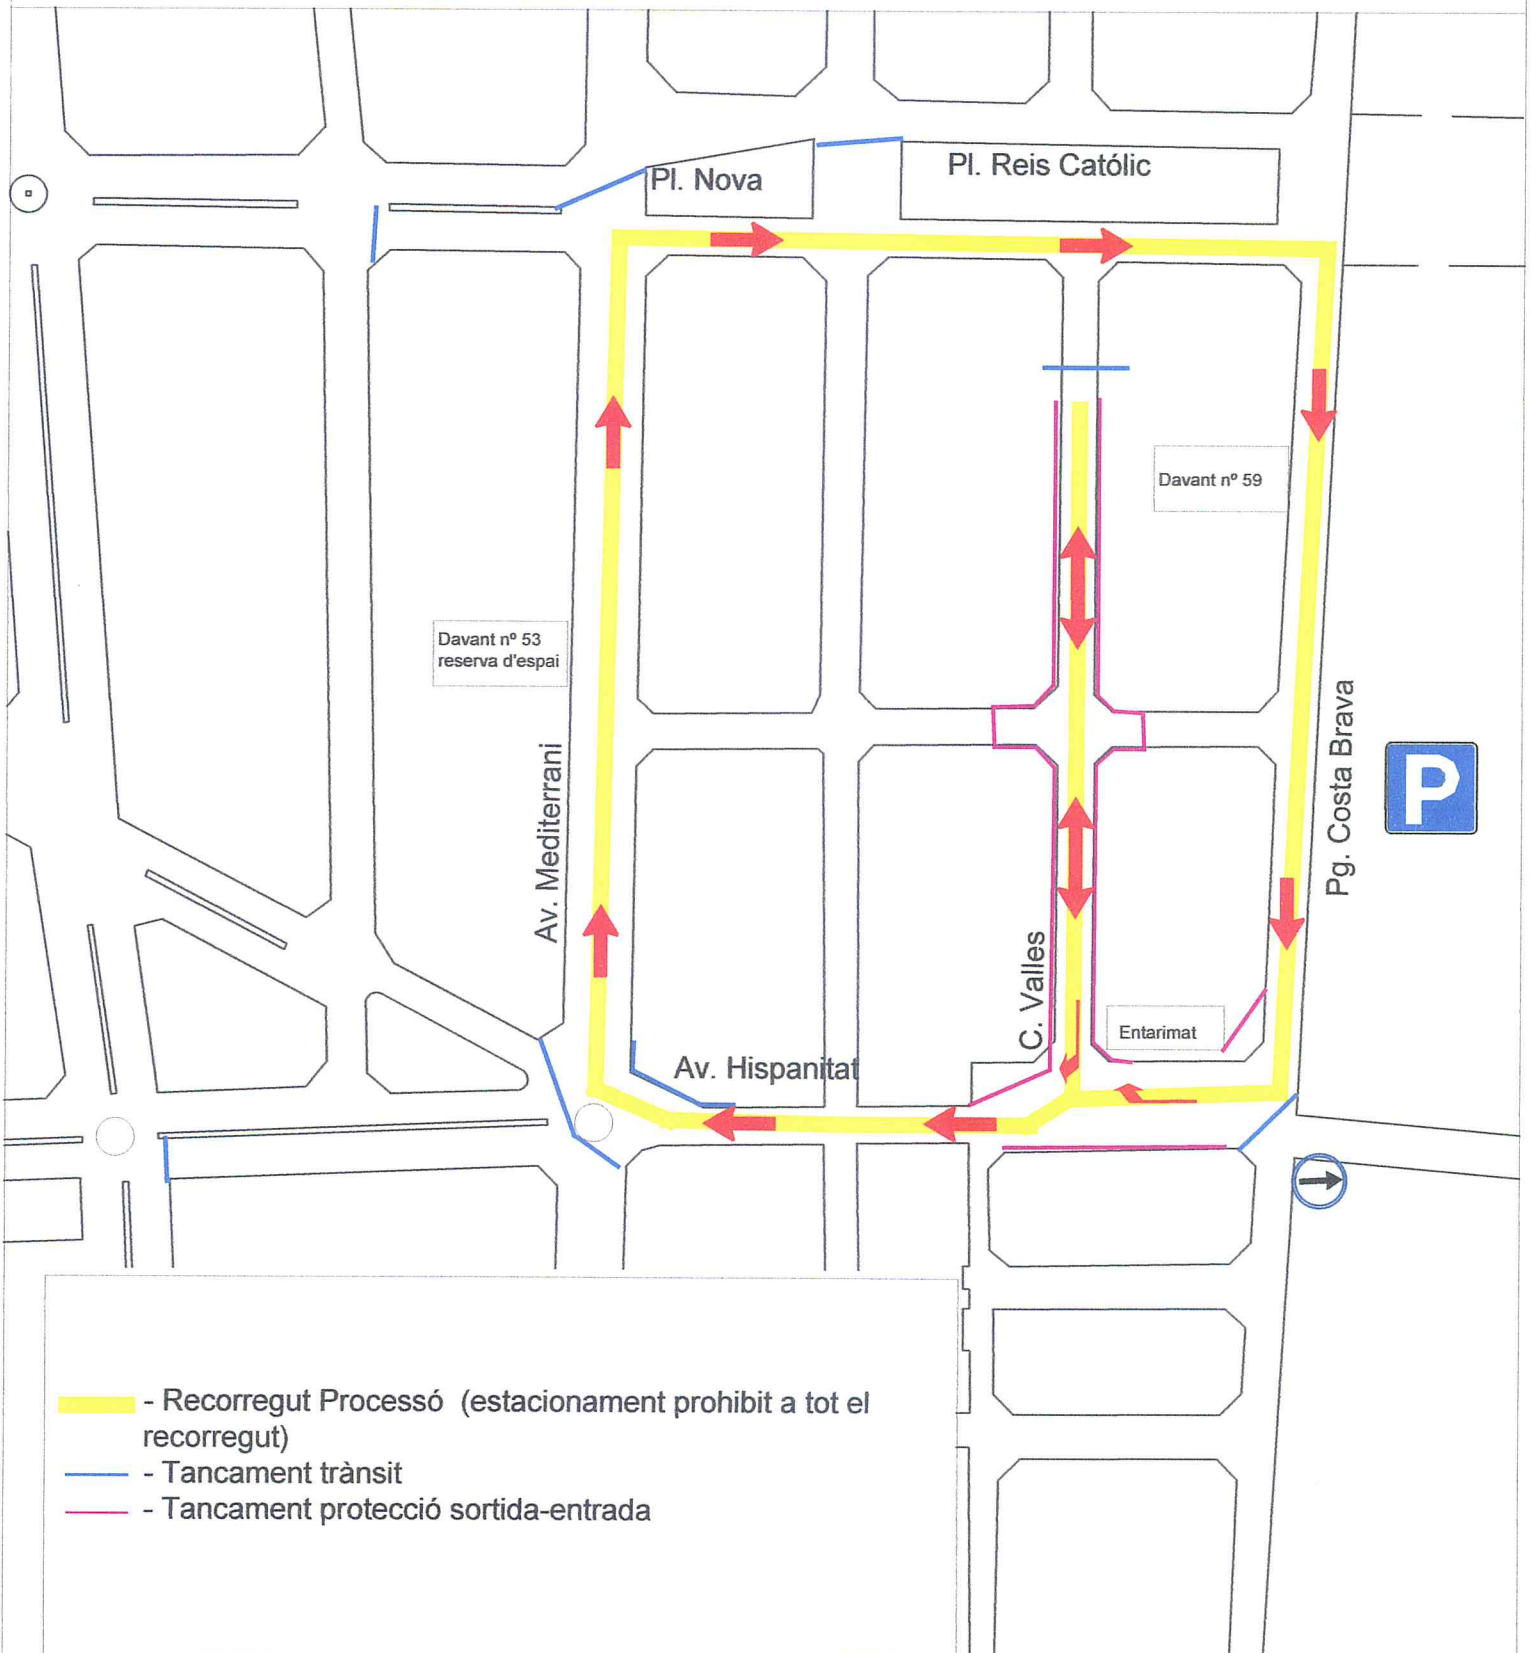 Pl. Nova
Pl. Reis Católic
Davant nº 59
Davant nº 53
reserva d'espai
Av. Mediterrani
Pg. Costa Brava
P
C. Valles
Entarimat
Av. Hispanitat
- Recorregut Processó (estacionament prohibit a tot el
recorregut)
- Tancament trànsit
- Tancament protecció sortida-entrada